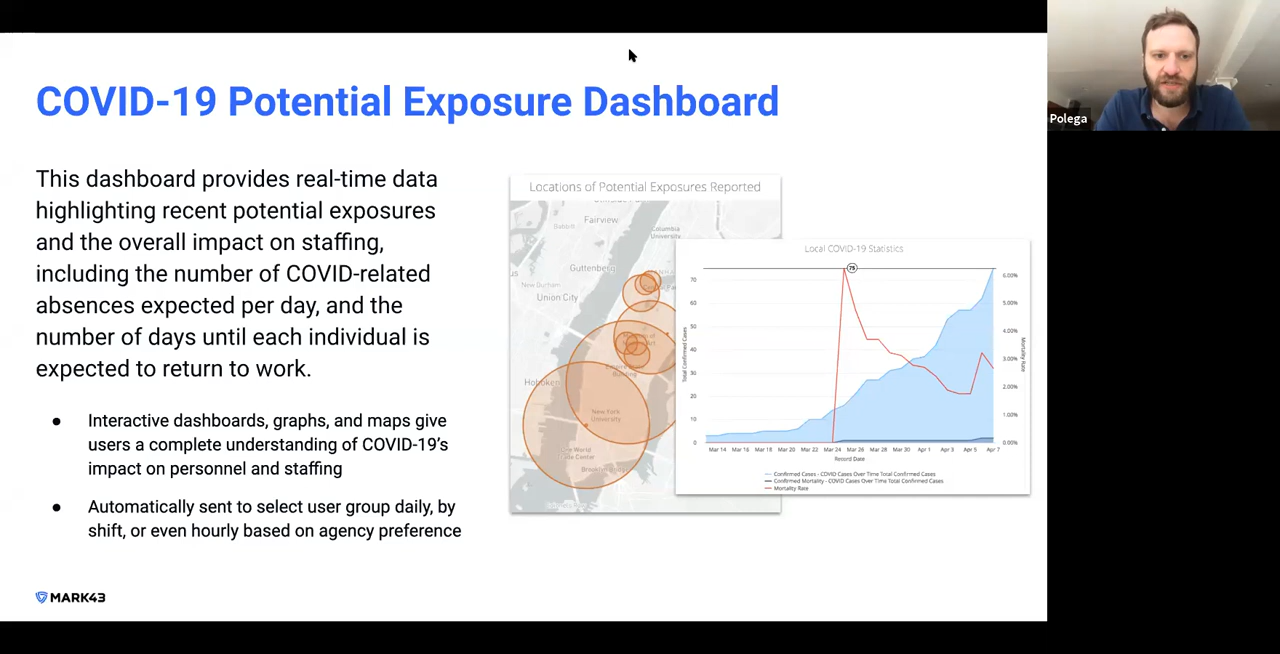 COVID-19 Potential Exposure Dashboard
Polega
This dashboard provides real-time data
highlighting recent potential exposures
and the overall impact on staffing,
including the number of COVID-related
absences expected per day, and the
number of days until each individual is
expected to return to work.
● Interactive dashboards, graphs, and maps give
users a complete understanding of COVID-19's
impact on personnel and staffing
● Automatically sent to select user group daily, by
shift, or even hourly based on agency preference
MARK43
Locations of Potential Exposures Reported
Fairview
Columbia
University
Guttenberg
New Durham
Union City
Hoboken
Building
New York
University
One World
Trade Center
Brooklyn Bridge
Local COVID-19 Statistics
75
Total Confirmed Cases
70
60
50
40
30
20
10
0
6.00%
5.00%
4.00%
3.00%
2.00%
1.00%
0.00%
Mortality Rate
Mar 14 Mar 16 Mar 18 Mar 20 Mar 22 Mar 24 Mar 26 Mar 28 Mar 30 Apr 1 Apr 3 Apr 5 Apr 7
Record Date
Confirmed Cases - COVID Cases Over Time Total Confirmed Cases
Confirmed Mortality - COVID Cases Over Time Total Confirmed Cases
Mortality Rate